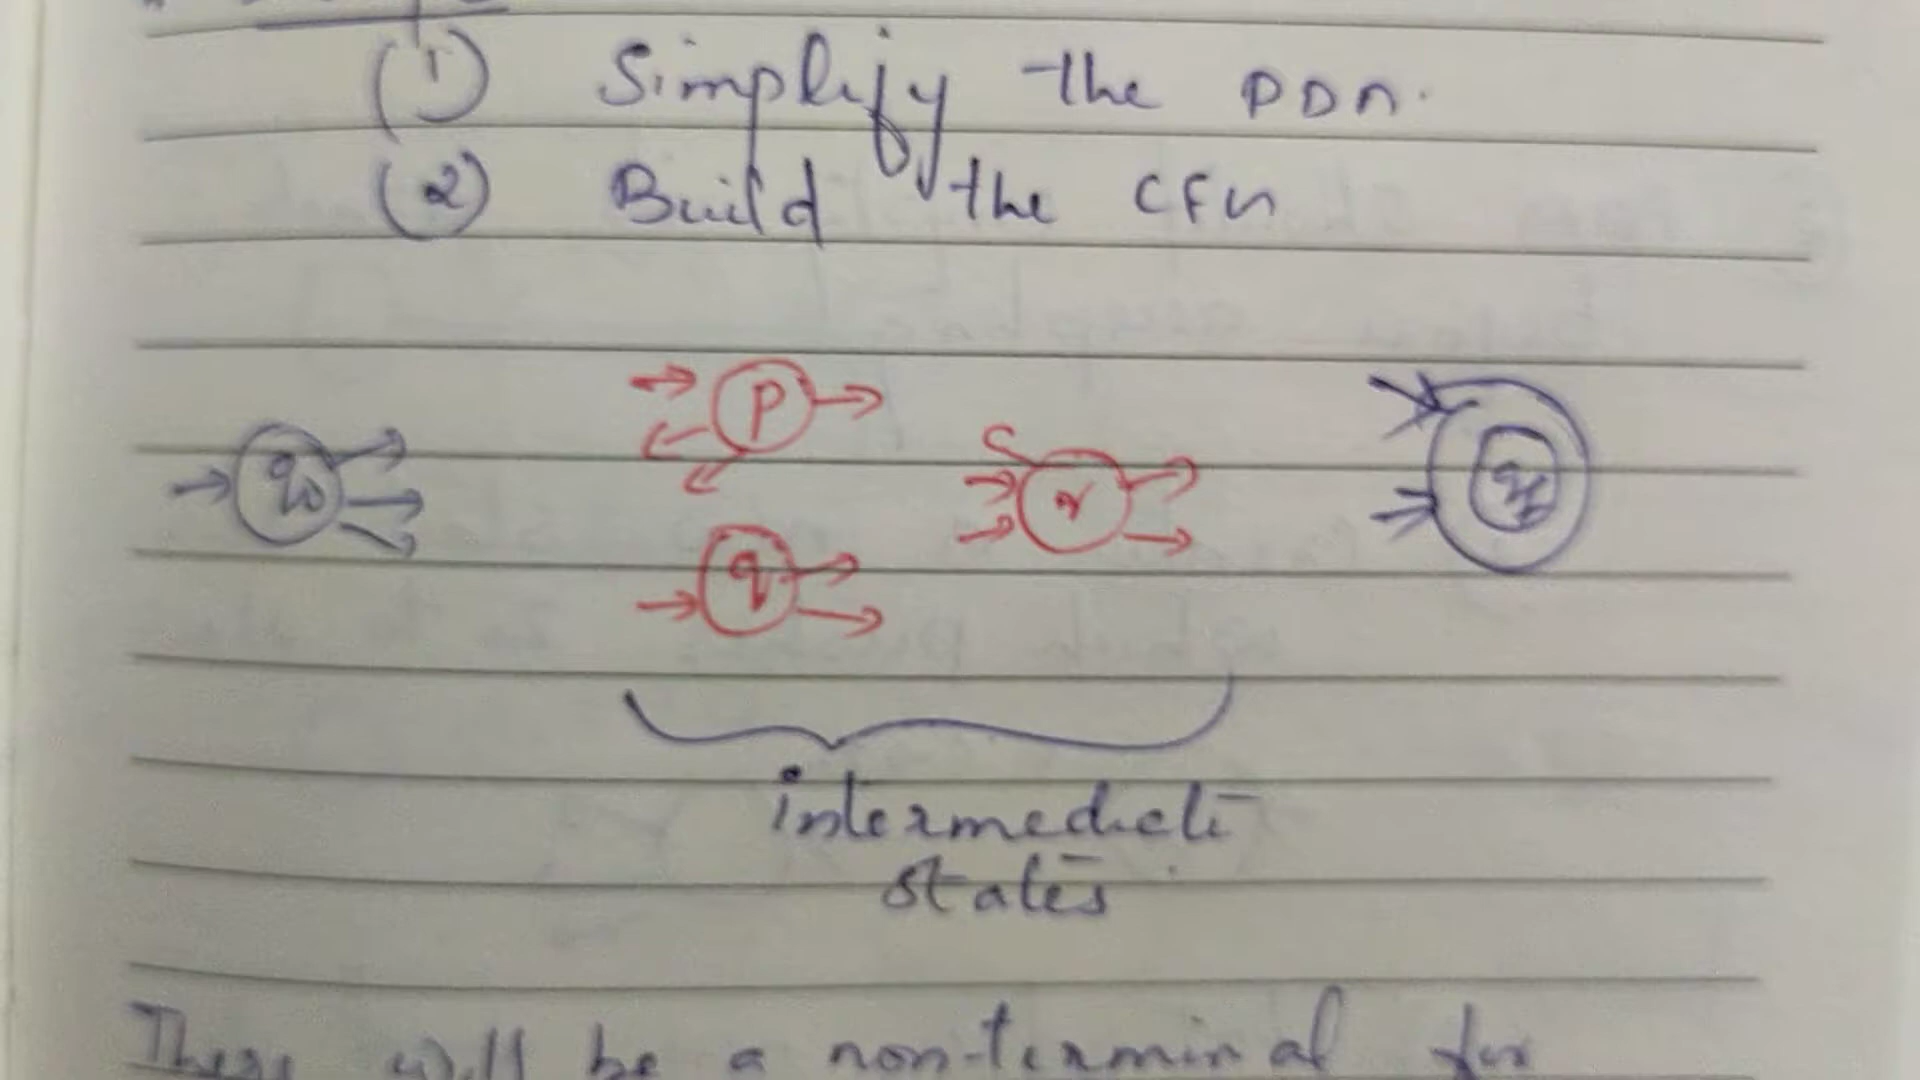 (1) Simplify the PDA.
(2) Build the CFG
q0
p
q
r
qf
intermediate
states
There will be a non-terminal for